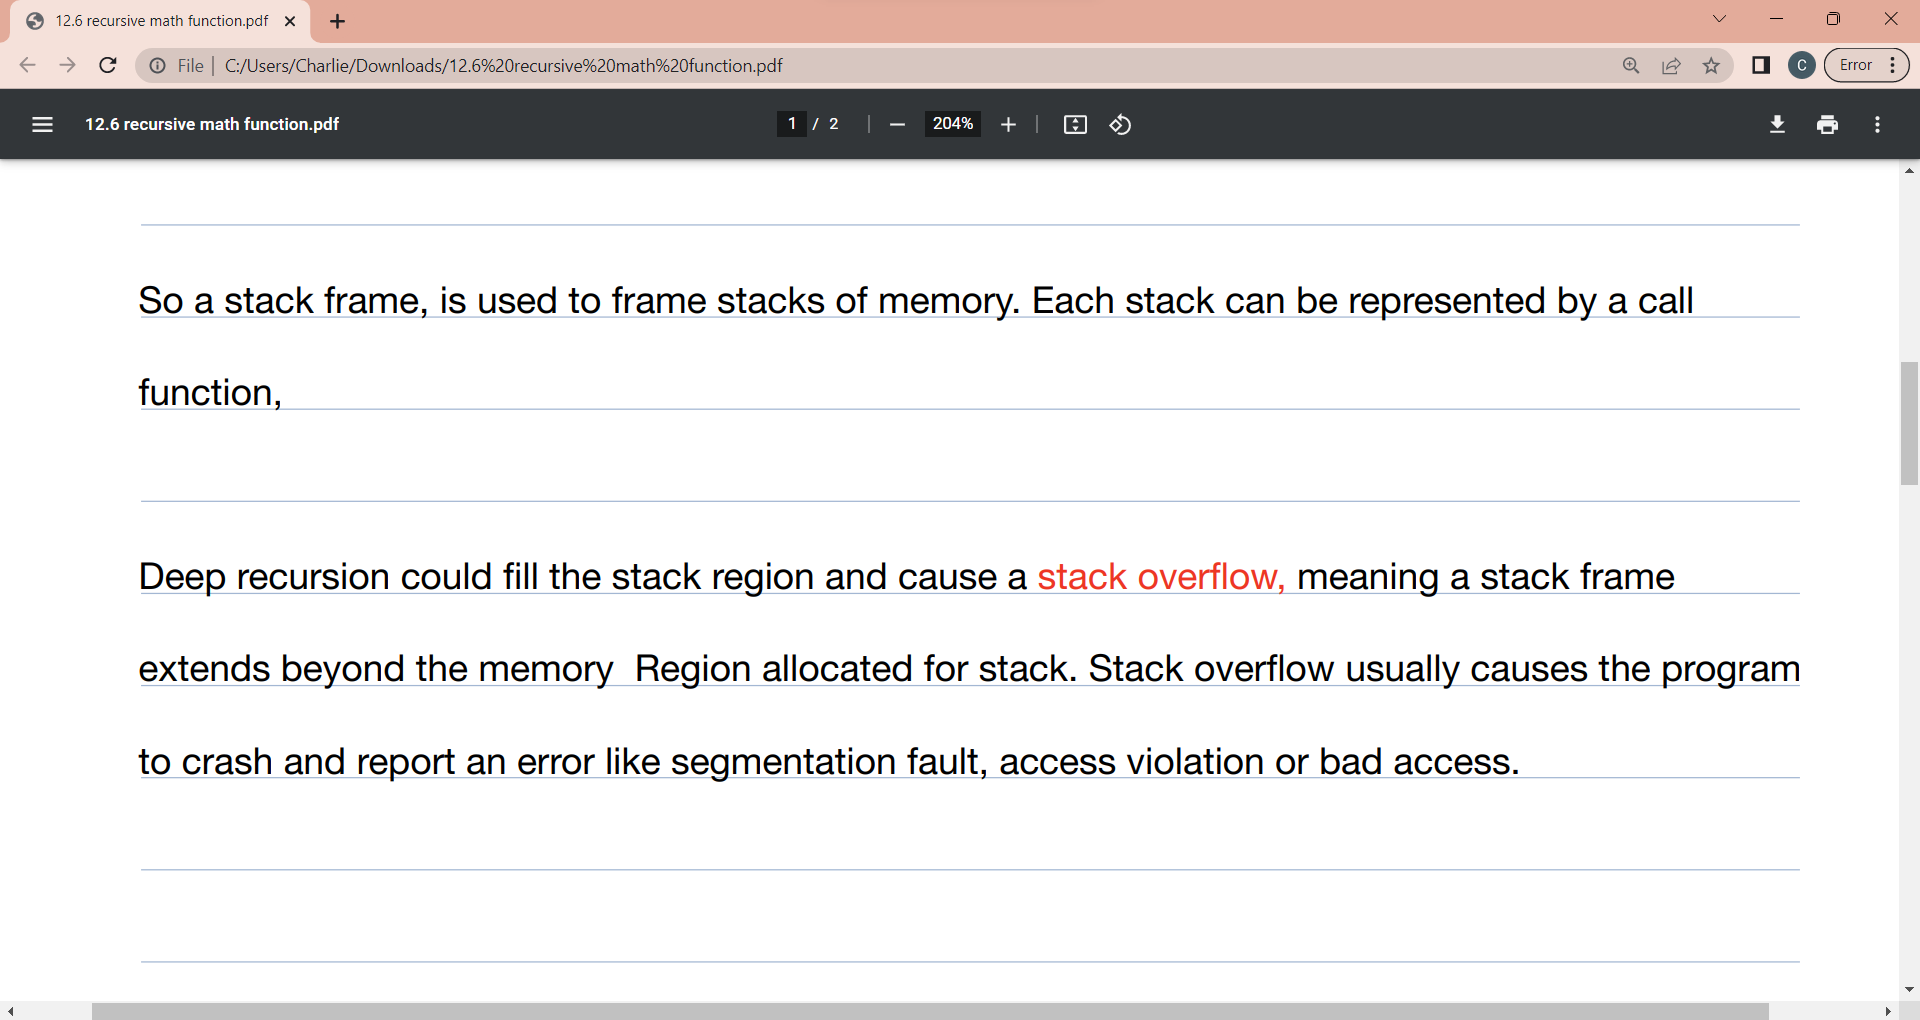 12.6 recursive math function.pdf
File | C:/Users/Charlie/Downloads/12.6%20recursive%20math%20function.pdf
C
Error
12.6 recursive math function.pdf
1 / 2
204%
So a stack frame, is used to frame stacks of memory. Each stack can be represented by a call
function,
Deep recursion could fill the stack region and cause a stack overflow, meaning a stack frame
extends beyond the memory  Region allocated for stack. Stack overflow usually causes the program
to crash and report an error like segmentation fault, access violation or bad access.